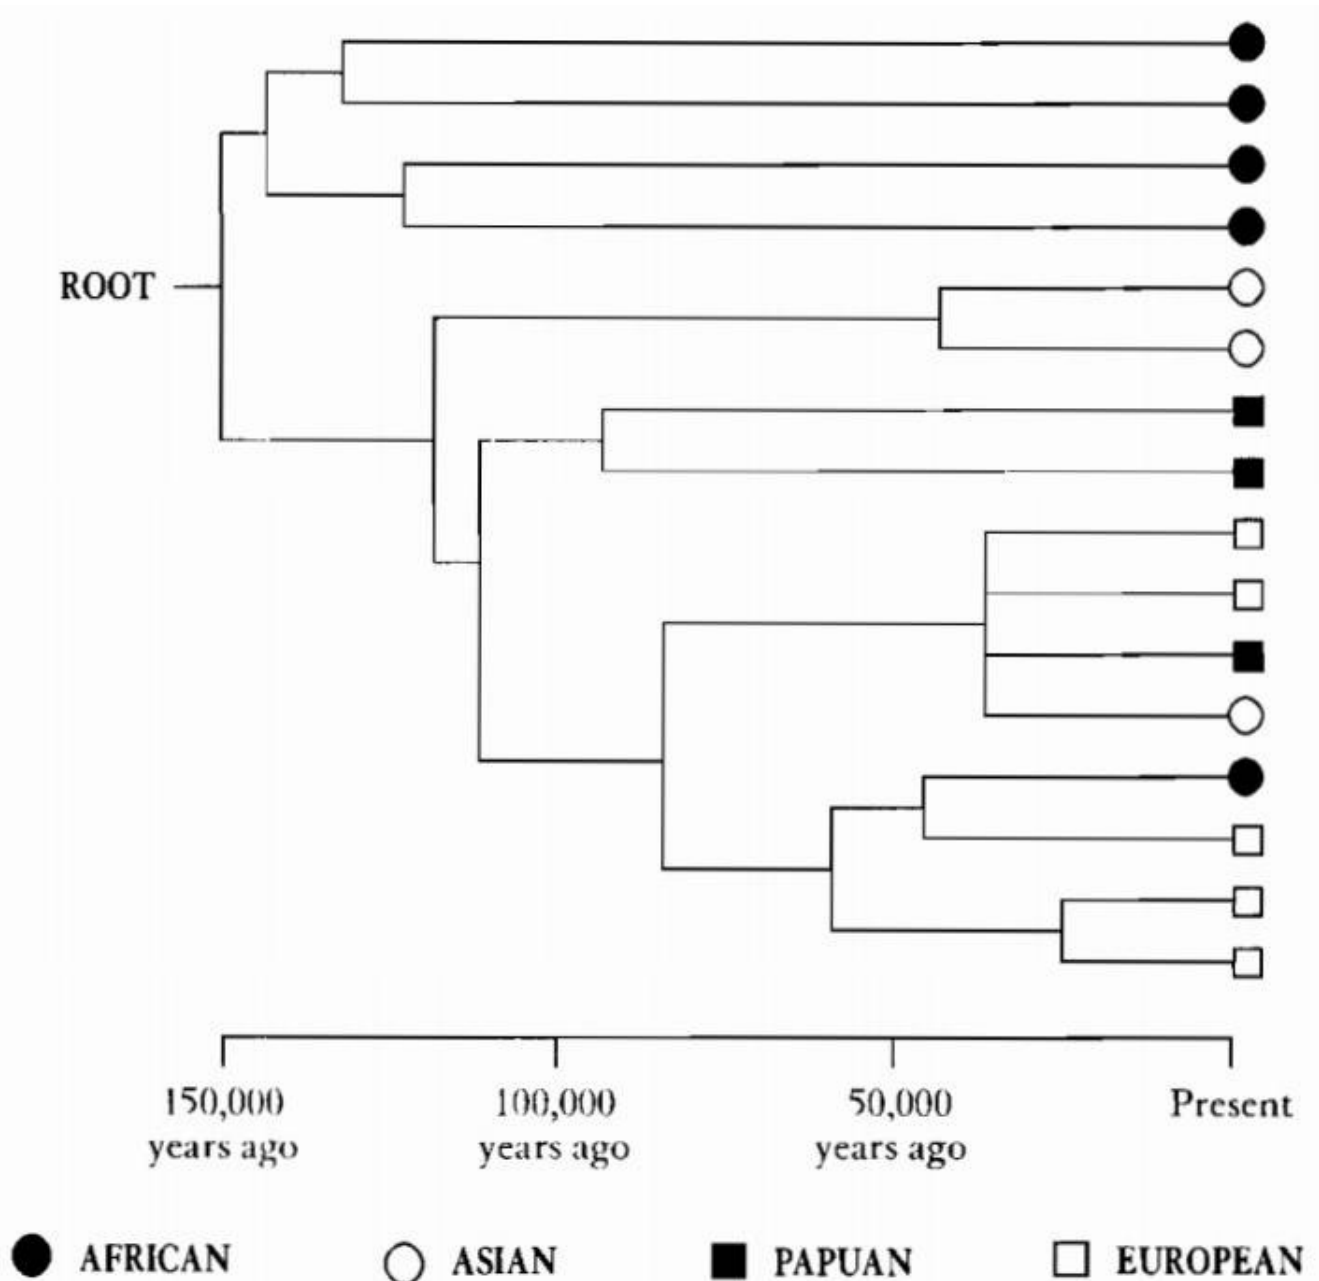 ROOT
150,000 100,000 50,000 Present
years ago years ago years ago
AFRICAN ASIAN PAPUAN EUROPEAN